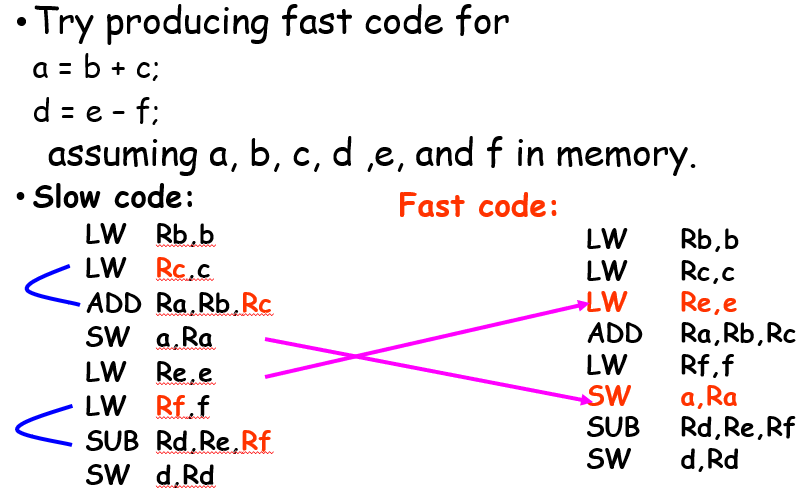 • Try producing fast code for
a = b + c;
d = e – f;
assuming a, b, c, d ,e, and f in memory.
• Slow code:
LW Rb,b
LW Rc,c
ADD Ra,Rb,Rc
SW a,Ra
LW Re,e
LW Rf,f
SUB Rd,Re,Rf
SW d,Rd
Fast code:
LW Rb,b
LW Rc,c
LW Re,e
ADD Ra,Rb,Rc
LW Rf,f
SW a,Ra
SUB Rd,Re,Rf
SW d,Rd